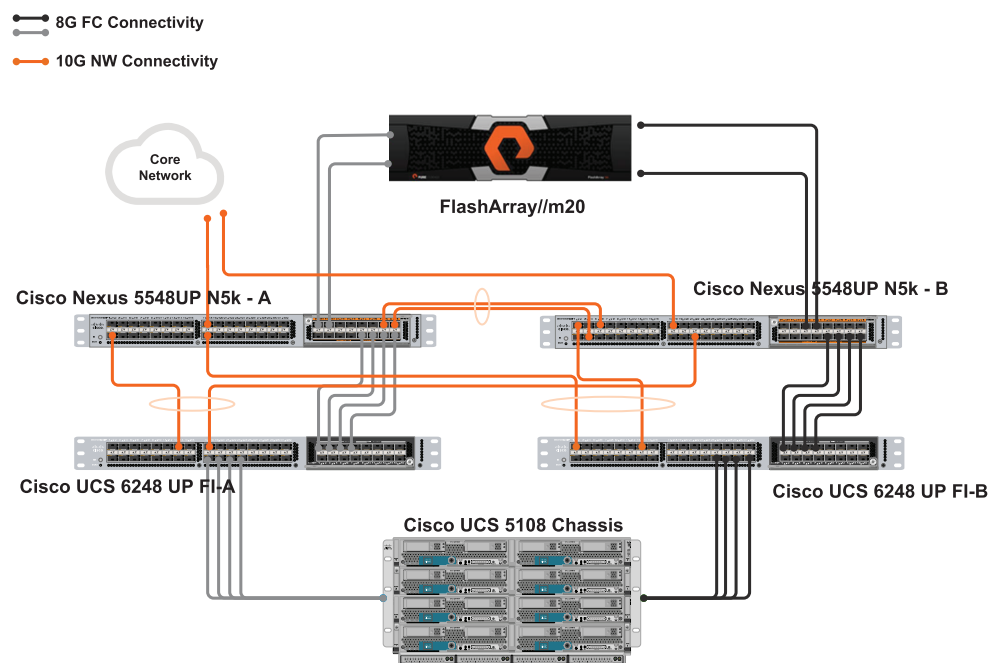 8G FC Connectivity
10G NW Connectivity
Core
Network
FlashArray//m20
Cisco Nexus 5548UP N5k - A
Cisco Nexus 5548UP N5k - B
Cisco UCS 6248 UP FI-A
Cisco UCS 6248 UP FI-B
Cisco UCS 5108 Chassis